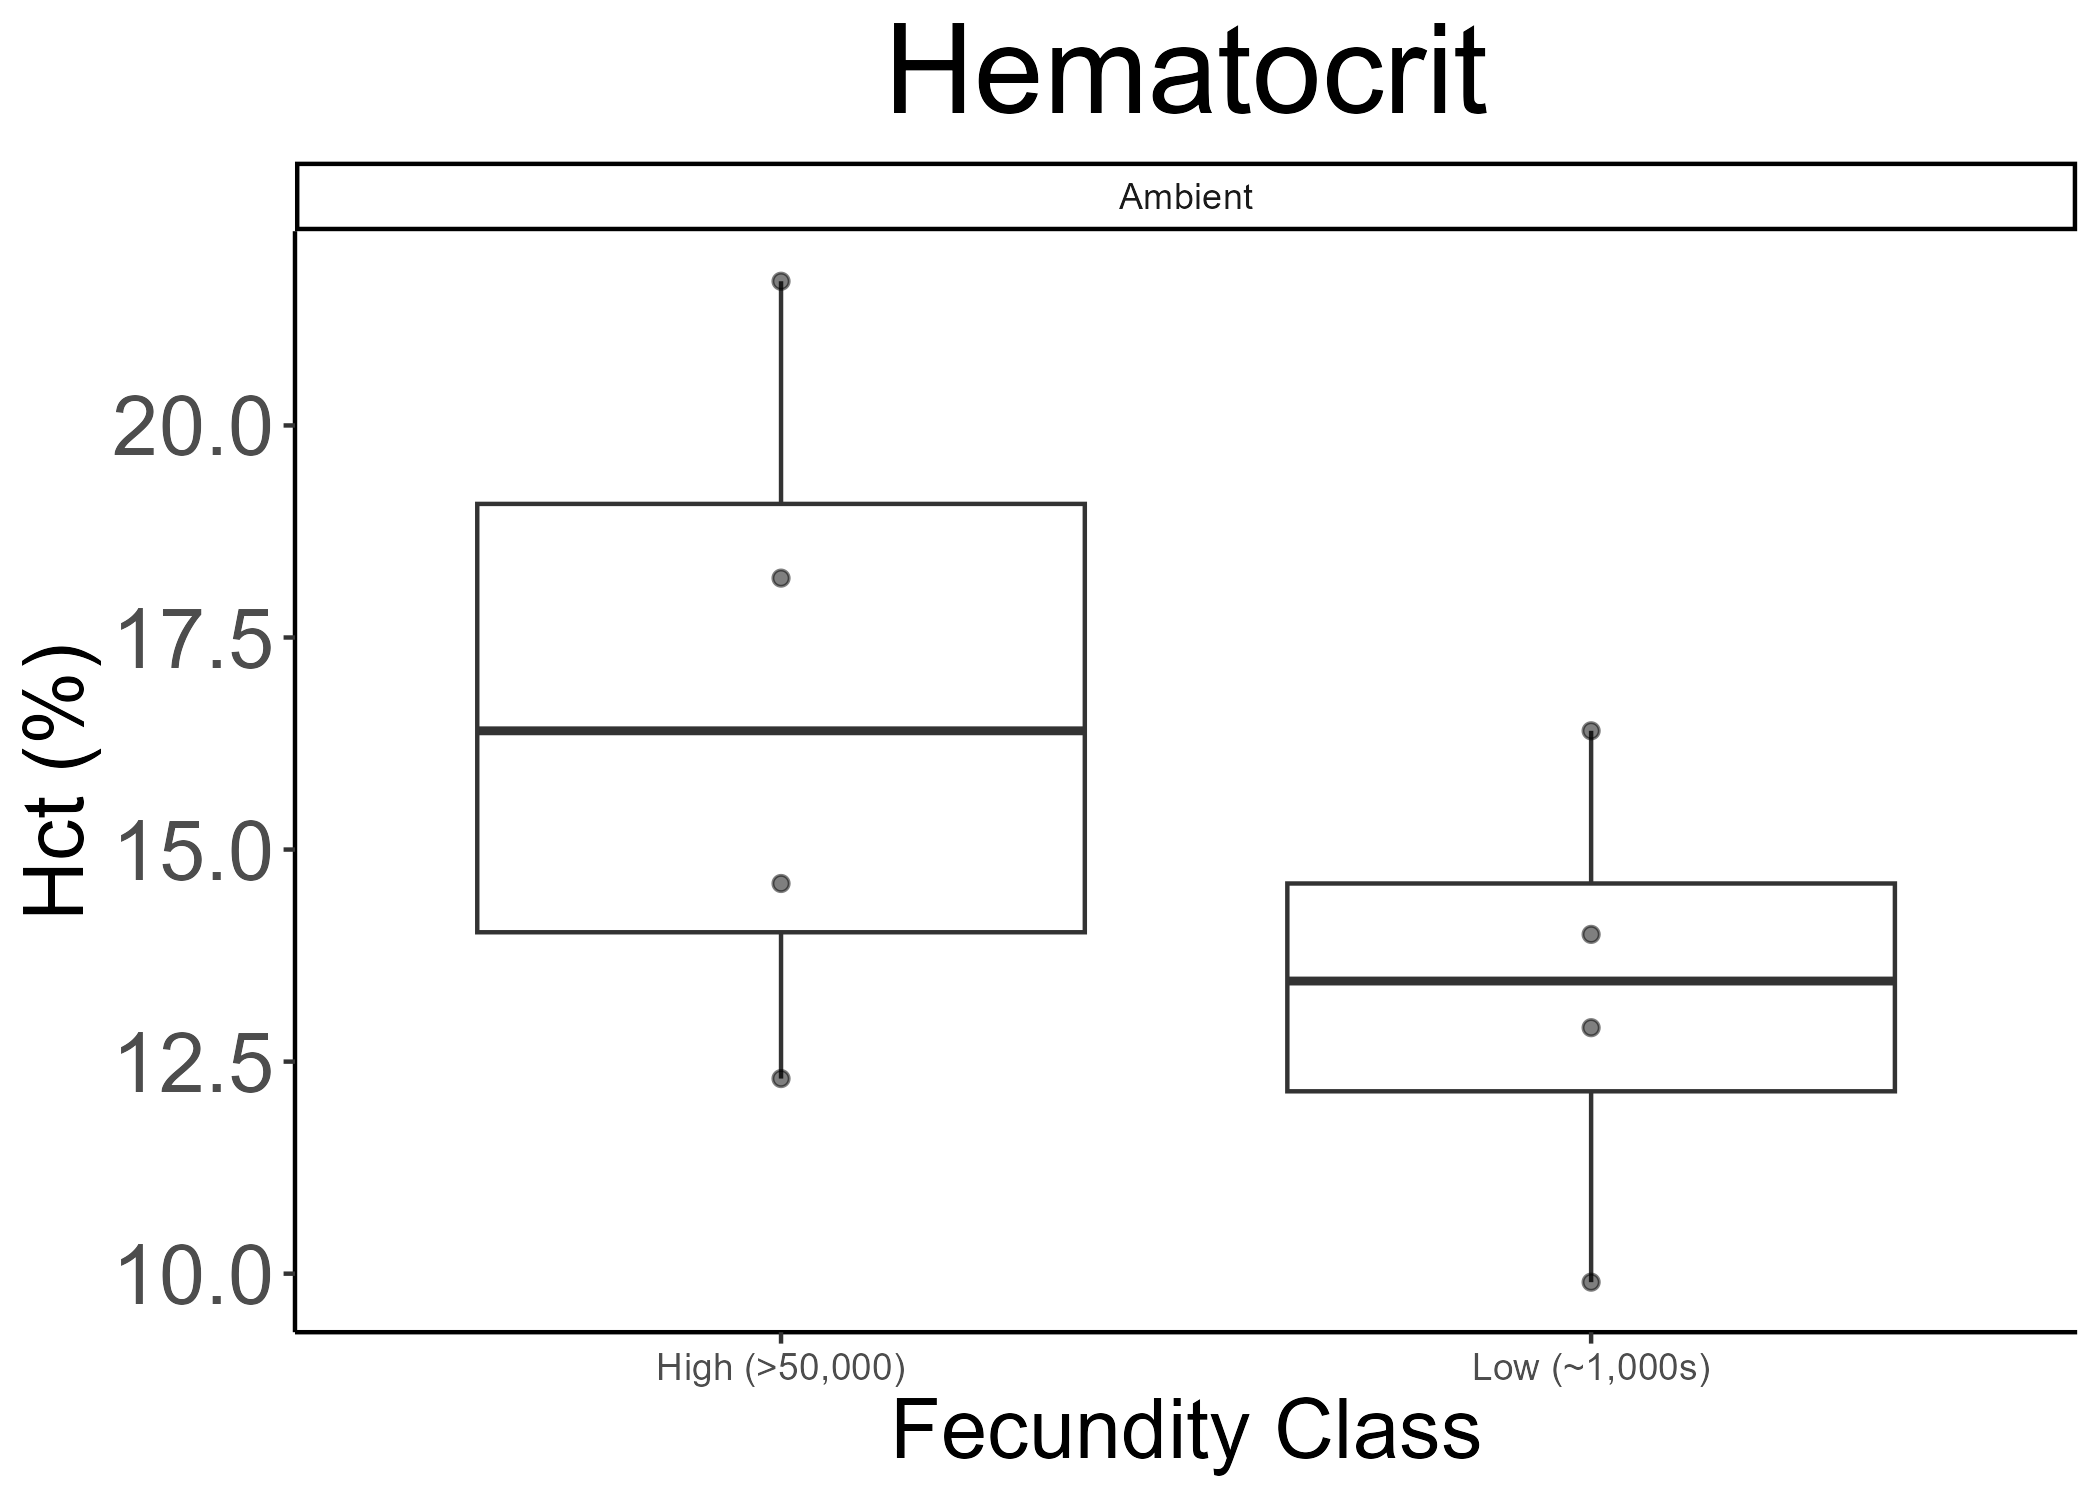 Hematocrit
Ambient
Hct (%)
20.0
17.5
15.0
12.5
10.0
High (>50,000)
Low (~1,000s)
Fecundity Class